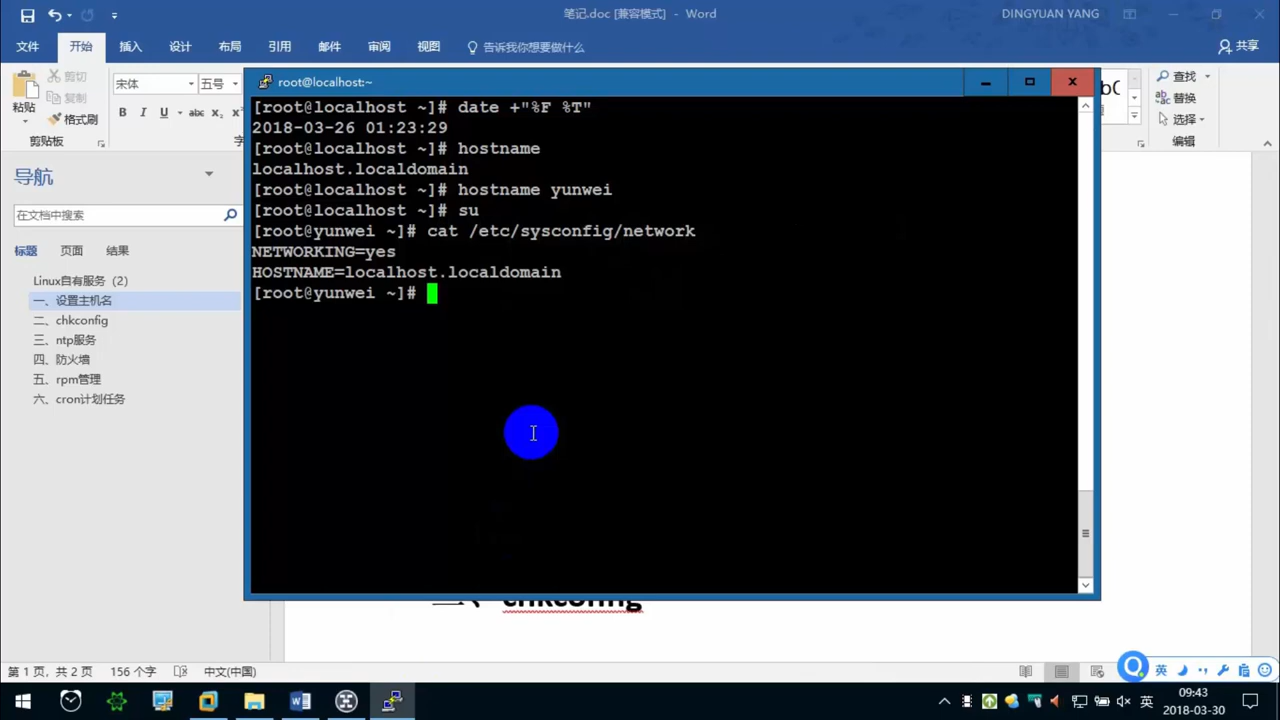 笔记.doc [兼容模式] - Word
DINGYUAN YANG
文件 开始 插入 设计 布局 引用 邮件 审阅 视图 告诉我你想要做什么 共享
粘贴
剪切
复制
格式刷
剪贴板
宋体 五号
B I U abc X₂ X²
字
查找
替换
选择
编辑
root@localhost:~
[root@localhost ~]# date +"%F %T"
2018-03-26 01:23:29
[root@localhost ~]# hostname
localhost.localdomain
[root@localhost ~]# hostname yunwei
[root@localhost ~]# su
[root@yunwei ~]# cat /etc/sysconfig/network
NETWORKING=yes
HOSTNAME=localhost.localdomain
[root@yunwei ~]#
导航
在文档中搜索
标题 页面 结果
Linux自有服务（2）
一、设置主机名
二、chkconfig
三、ntp服务
四、防火墙
五、rpm管理
六、cron计划任务
二、chkconfig
第 1 页，共 2 页 156 个字 中文(中国)
英
英
09:43
2018-03-30